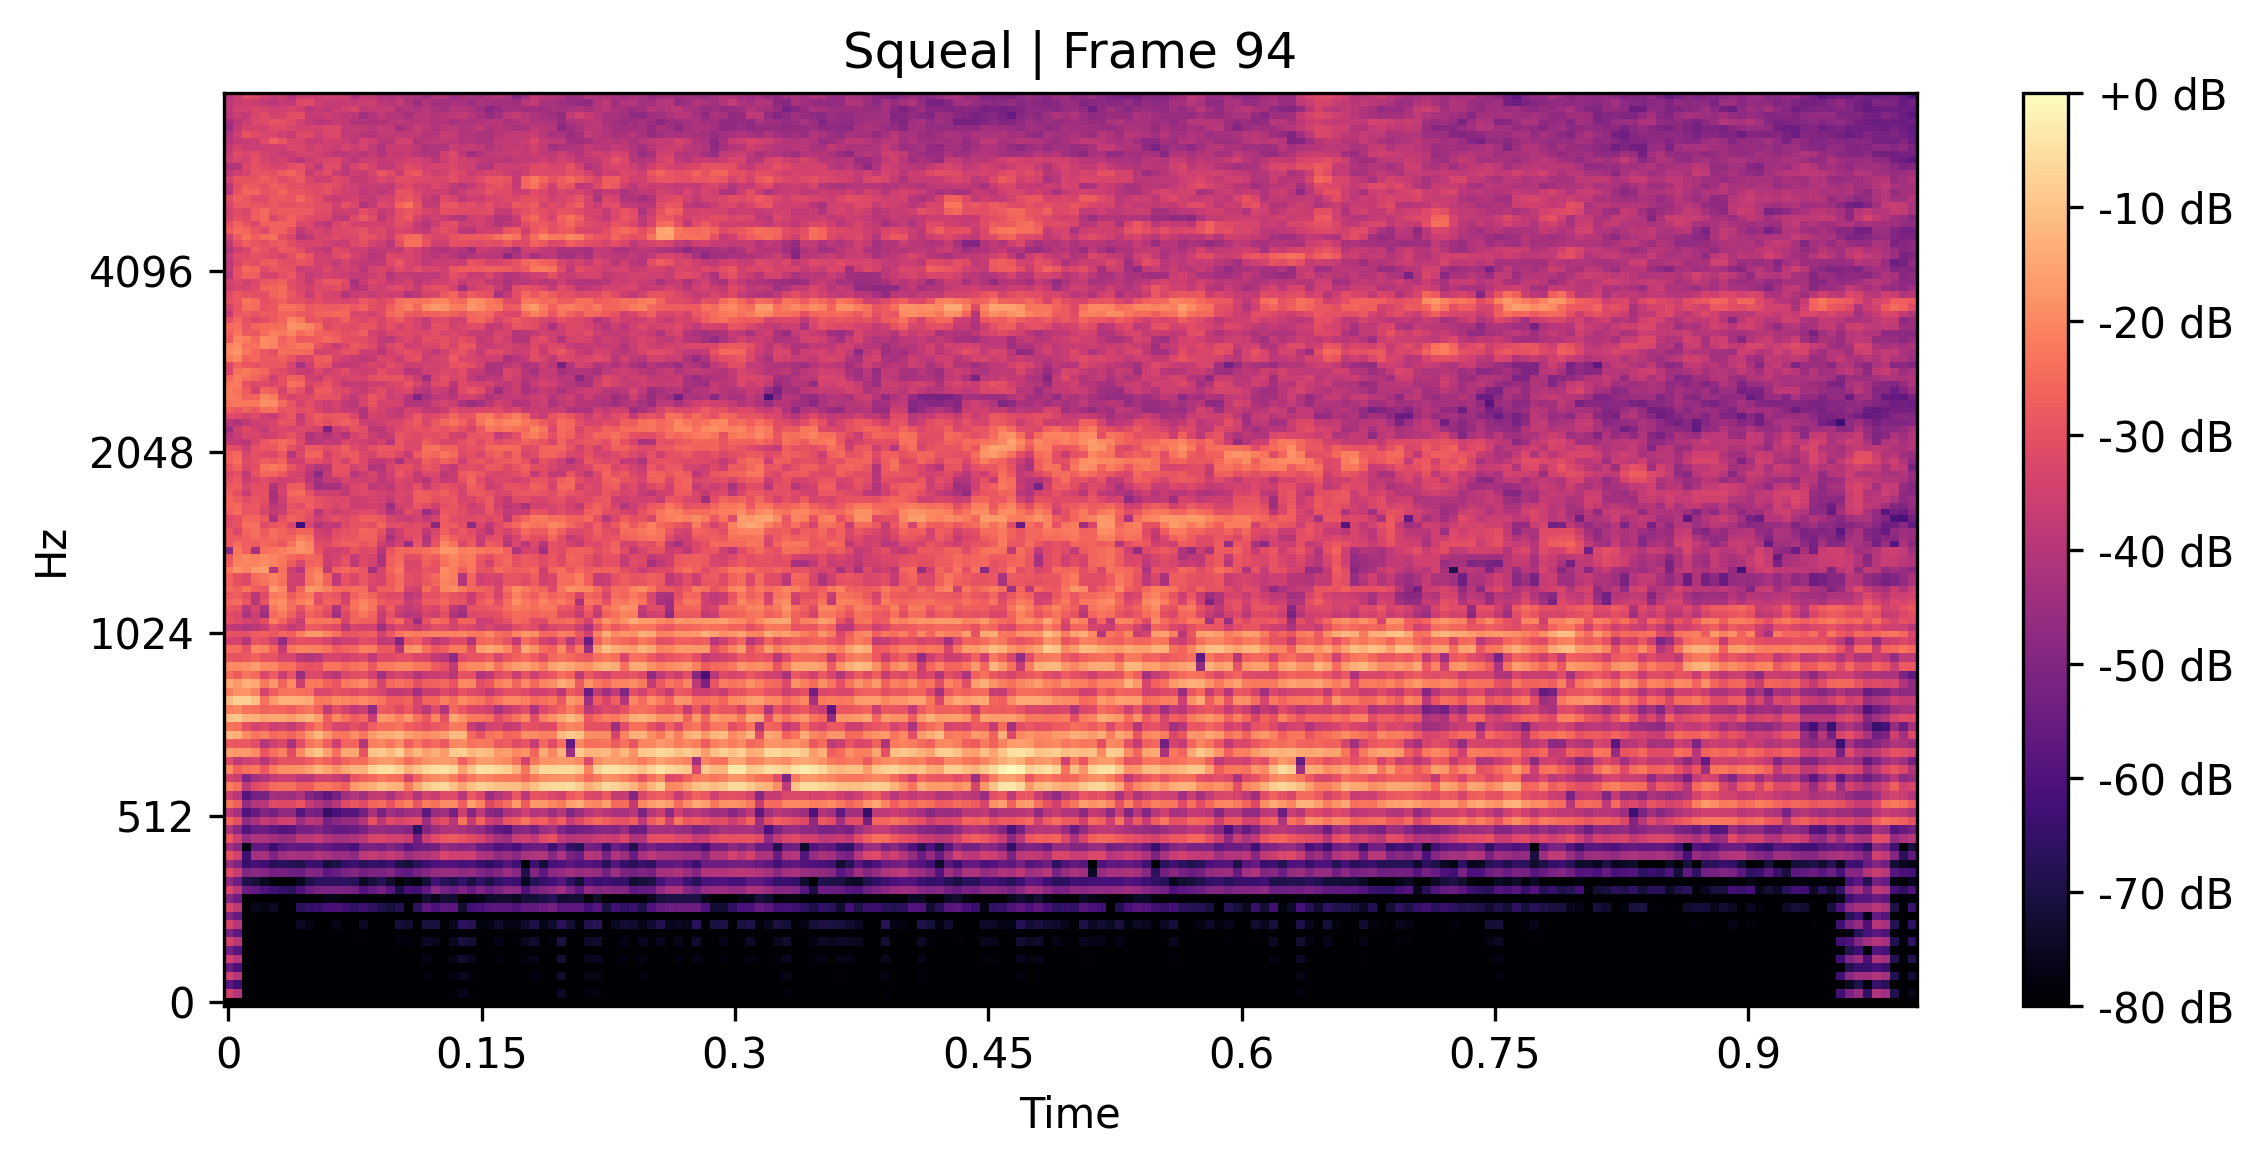 Squeal | Frame 94
Hz
4096
2048
1024
512
0
0
0.15
0.3
0.45
0.6
0.75
0.9
Time
+0 dB
-10 dB
-20 dB
-30 dB
-40 dB
-50 dB
-60 dB
-70 dB
-80 dB